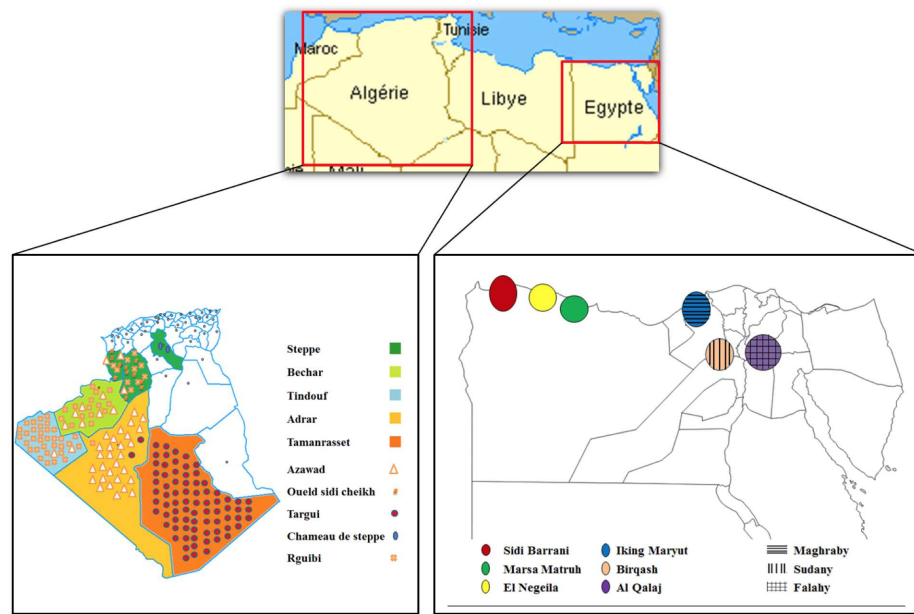 Tunisie
Maroc
Algérie
Libye
Egypte
Mali
Steppe
Bechar
Tindouf
Adrar
Tamanrasset
Azawad
Oueld sidi cheikh
Targui
Chameau de steppe
Rguibi
Sidi Barrani
Marsa Matruh
El Negeila
Iking Maryut
Birqash
Al Qalaj
Maghraby
Sudany
Falahy